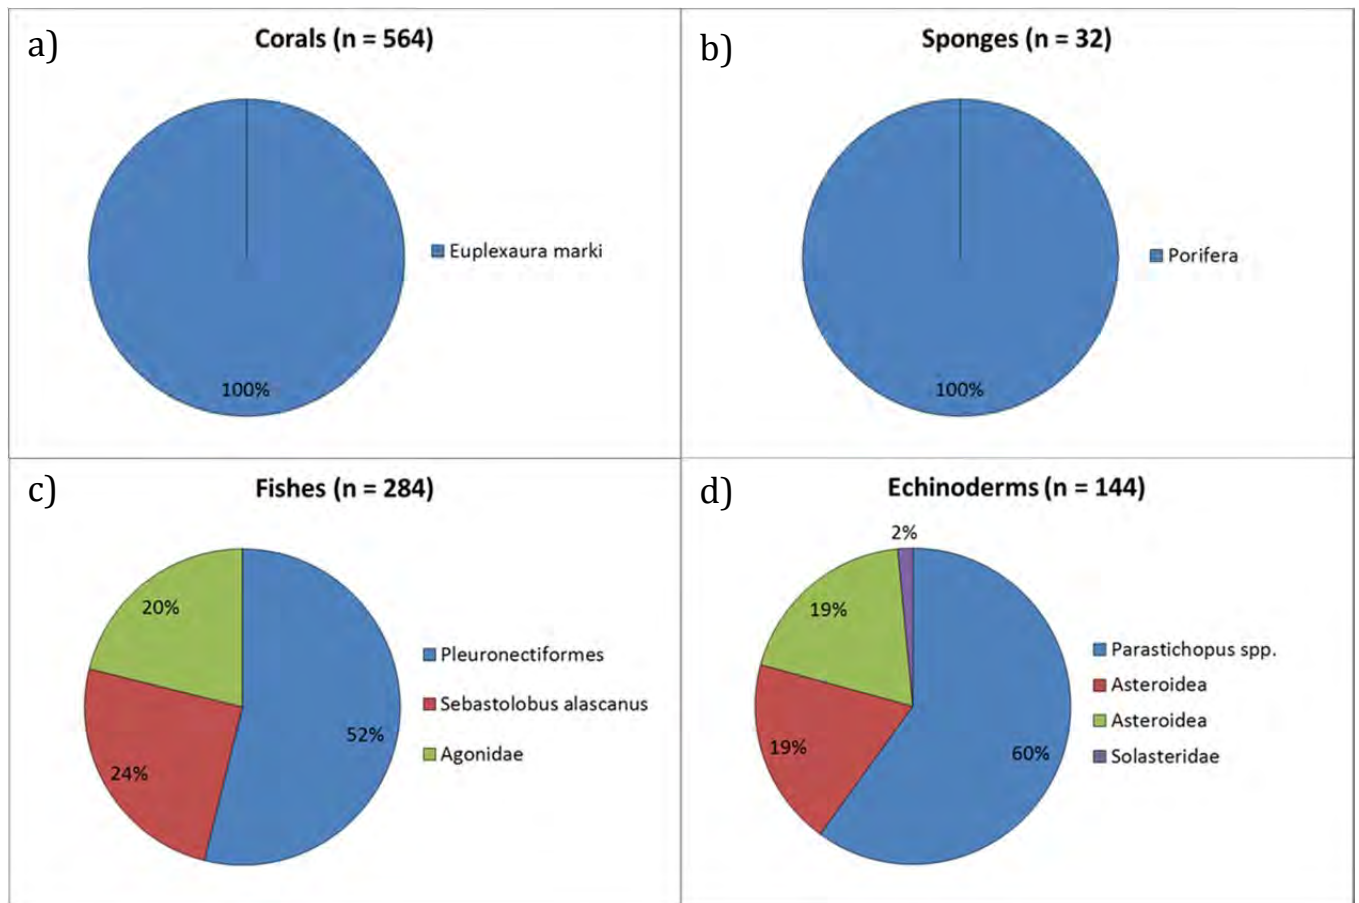 a)
Corals (n = 564)
Euplexaura marki
100%
b)
Sponges (n = 32)
Porifera
100%
c)
Fishes (n = 284)
20%
52%
24%
Pleuronectiformes
Sebastolobus alascanus
Agonidae
d)
Echinoderms (n = 144)
2%
19%
19%
60%
Parastichopus spp.
Asteroidea
Asteroidea
Solasteridae